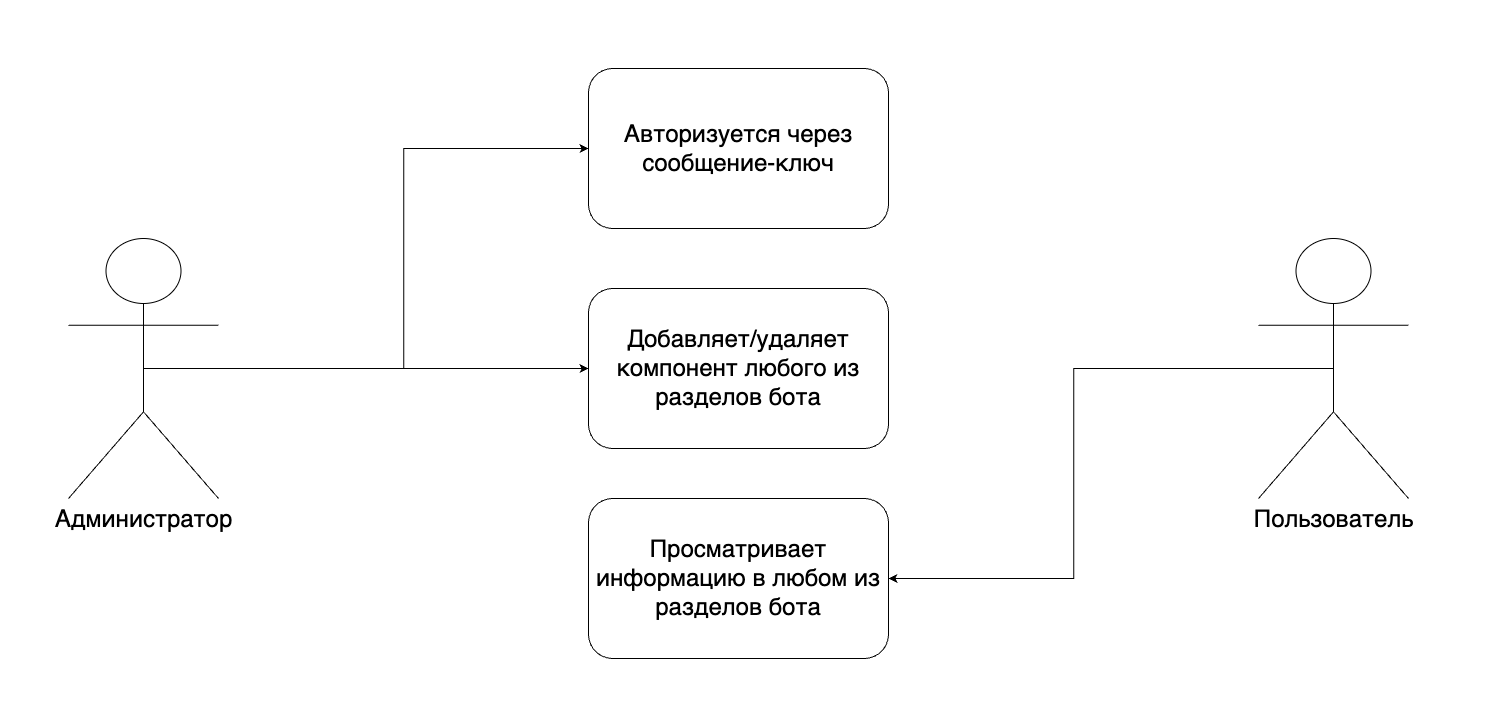 Авторизуется через
сообщение-ключ
Добавляет/удаляет
компонент любого из
разделов бота
Администратор
Пользователь
Просматривает
информацию в любом из
разделов бота